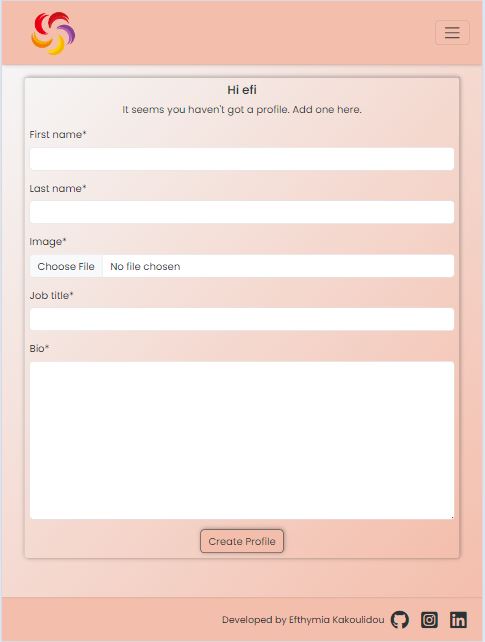 Hi efi
It seems you haven't got a profile. Add one here.
First name*
Last name*
Image*
Choose File No file chosen
Job title*
Bio*
Create Profile
Developed by Efthymia Kakoulidou